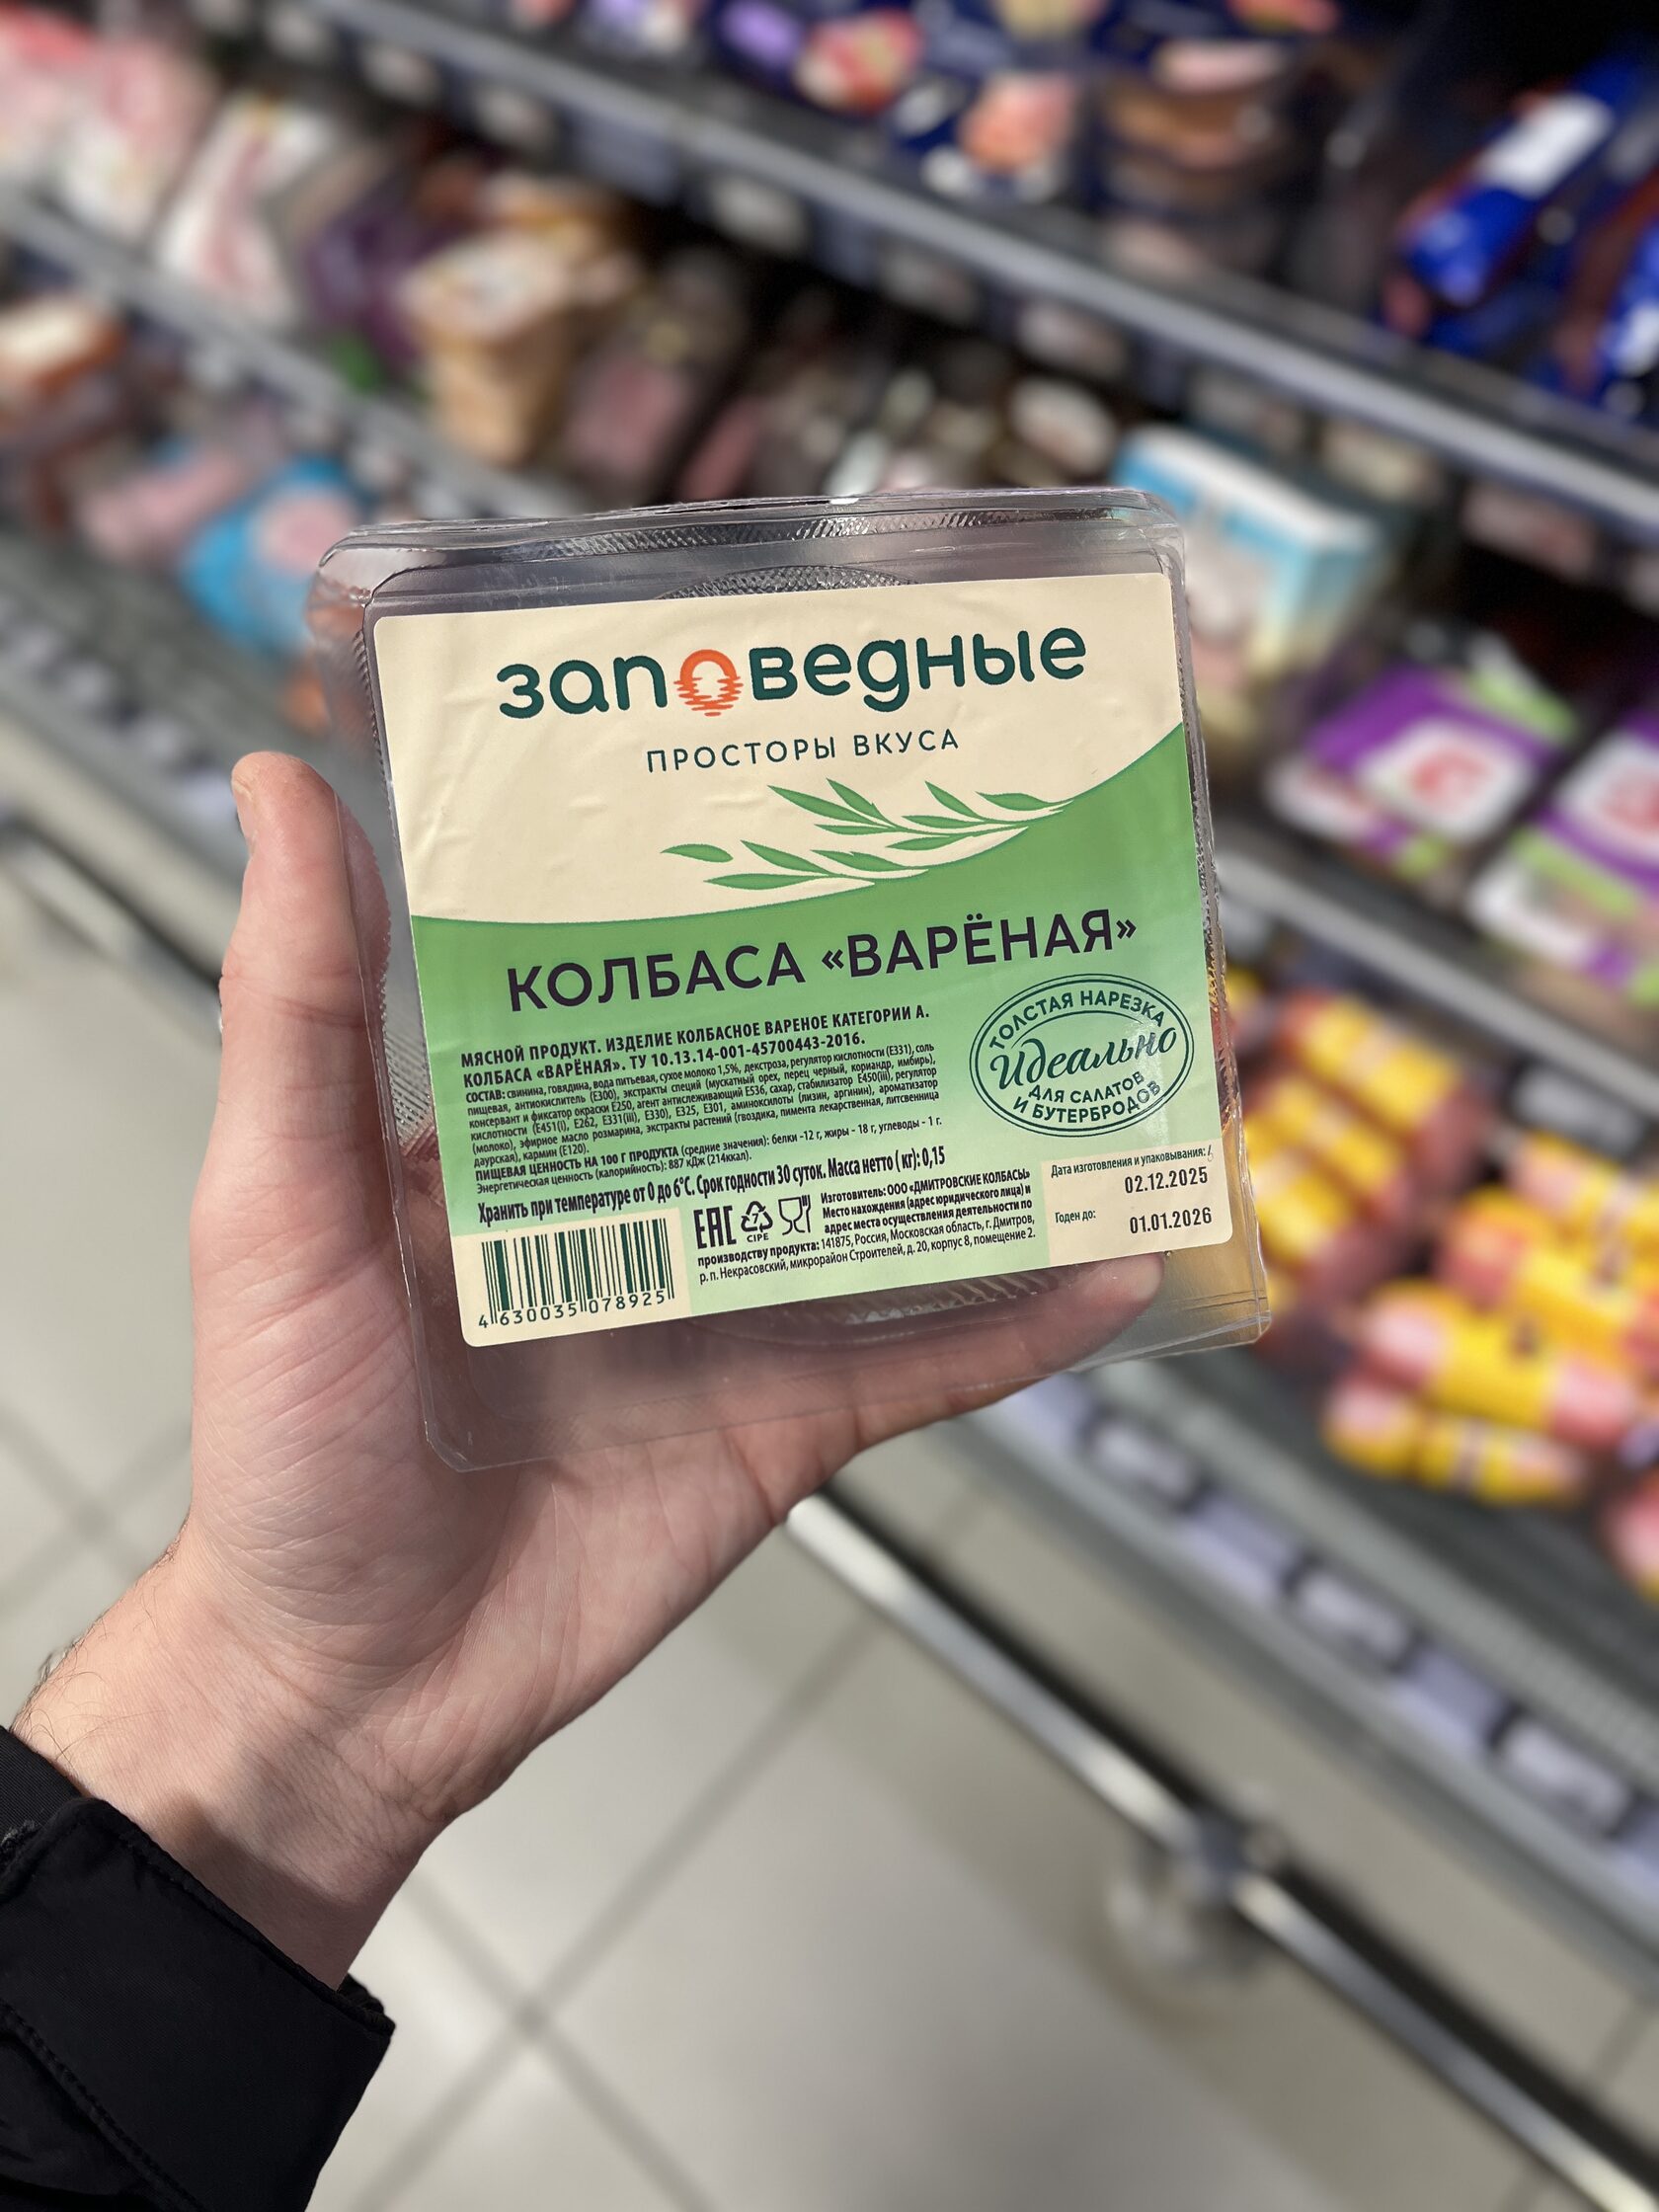 заповедные
ПРОСТОРЫ ВКУСА
КОЛБАСА «ВАРЁНАЯ»
МЯСНОЙ ПРОДУКТ. ИЗДЕЛИЕ КОЛБАСНОЕ ВАРЕНОЕ КАТЕГОРИИ А.
КОЛБАСА «ВАРЁНАЯ». ТУ 10.13.14-001-45700443-2016.
СОСТАВ: свинина, говядина, вода питьевая, сухое молоко 1,5%, декстроза, регулятор кислотности (Е331), соль
пищевая, антиокислитель (Е300), экстракты специй (мускатный орех, перец черный, кориандр, имбирь),
консервант и фиксатор окраски Е250, агент антислеживающий Е536, сахар, стабилизатор Е450(iii), регулятор
кислотности (Е451(i), Е262, Е331(iii), Е330), Е325, Е301, аминокислоты (лизин, аргинин), ароматизатор
(молоко), эфирное масло розмарина, экстракты растений (гвоздика, пимента лекарственная, литсвенница
даурская), кармин (Е120).
ПИЩЕВАЯ ЦЕННОСТЬ НА 100 Г ПРОДУКТА (средние значения): белки -12 г, жиры - 18 г, углеводы - 1 г.
Энергетическая ценность (калорийность): 887 кДж (214ккал).
Хранить при температуре от 0 до 6°С. Срок годности 30 суток. Масса нетто ( кг): 0,15
ТОЛСТАЯ НАРЕЗКА
Идеально
ДЛЯ САЛАТОВ
И БУТЕРБРОДОВ
4 630035 078925
EAC
7
CIPE
Изготовитель: ООО «ДМИТРОВСКИЕ КОЛБАСЫ»
Место нахождения (адрес юридического лица) и
адрес места осуществления деятельности по
производству продукта: 141875, Россия, Московская область, г. Дмитров,
р. п. Некрасовский, микрорайон Строителей, д. 20, корпус 8, помещение 2.
Дата изготовления и упаковывания:
02.12.2025
Годен до:
01.01.2026